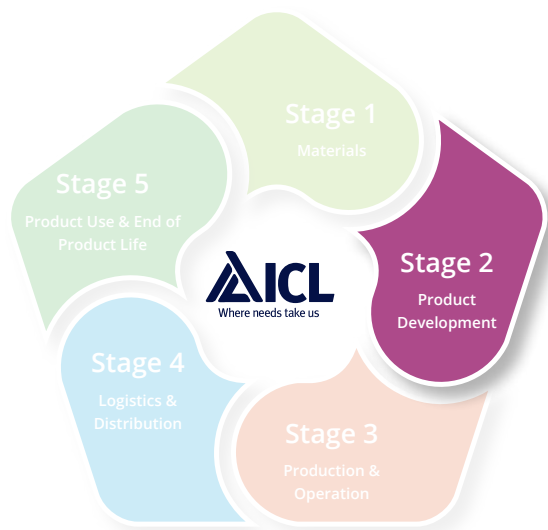 Stage 1
Materials
Stage 2
Product
Development
Stage 3
Production &
Operation
Stage 4
Logistics &
Distribution
Stage 5
Product Use & End of
Product Life
ICL
Where needs take us